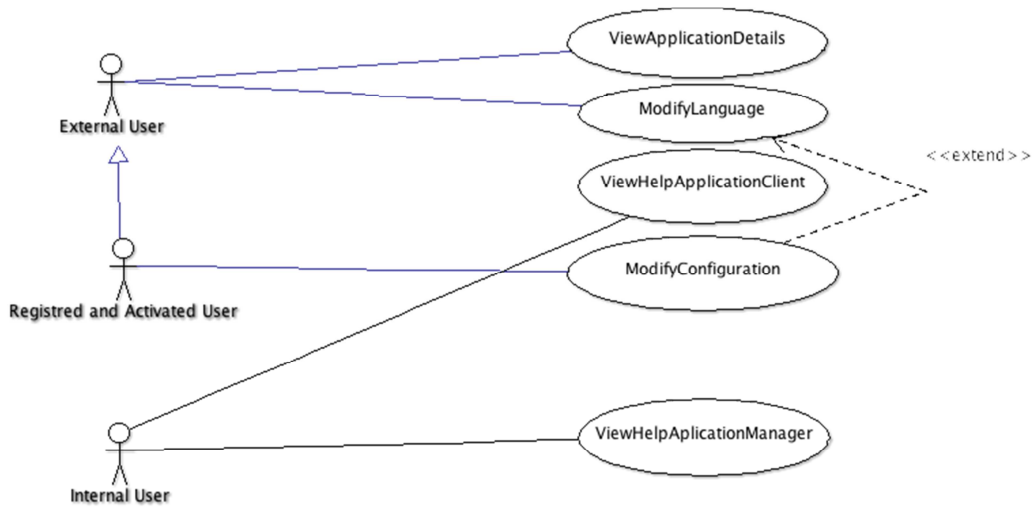 ViewApplicationDetails
External User
ModifyLanguage
<<extend>>
ViewHelpApplicationClient
ModifyConfiguration
Registred and Activated User
ViewHelpAplicationManager
Internal User